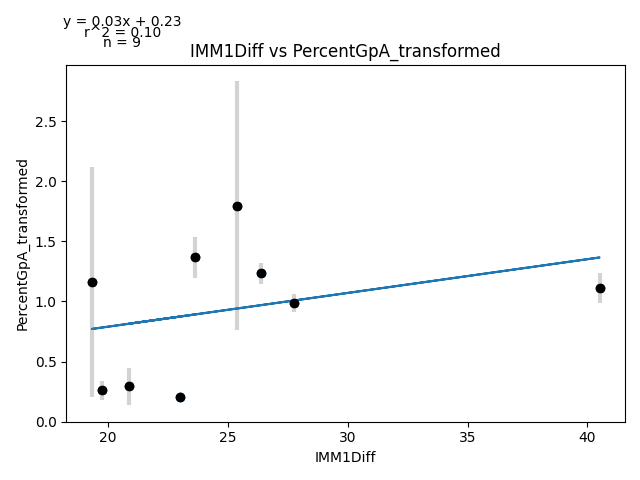 y = 0.03x + 0.23
r^2 = 0.10
n = 9
IMM1Diff vs PercentGpA_transformed
PercentGpA_transformed
2.5
2.0
1.5
1.0
0.5
0.0
20 25 30 35 40
IMM1Diff